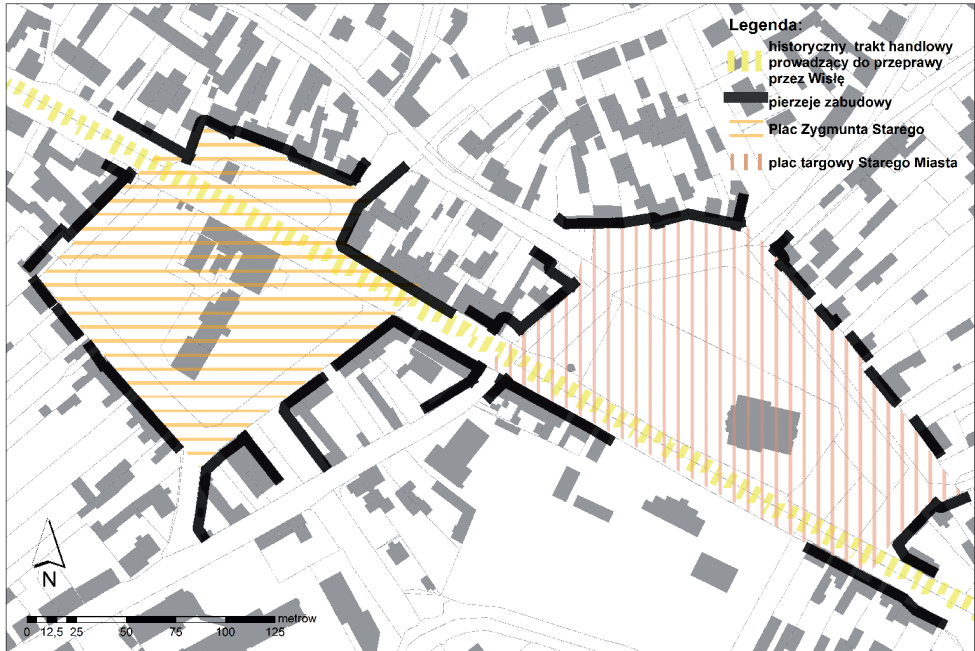 Legenda:
historyczny trakt handlowy
prowadzący do przeprawy
przez Wisłę
pierzeje zabudowy
Plac Zygmunta Starego
plac targowy Starego Miasta
N
metrów
0 12,5 25 50 75 100 125